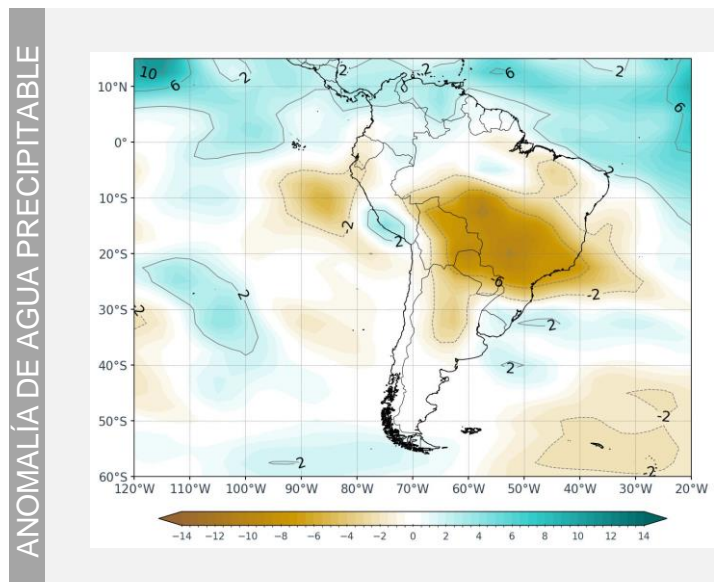 ANOMALÍA DE AGUA PRECIPITABLE
10 6 2 2 6 2 6
10°N
0°
10°S
20°S
30°S
40°S
50°S
60°S
2
-2
2
-6
-2
2
2
-2
2
2
-2
-2
2
120°W 110°W 100°W 90°W 80°W 70°W 60°W 50°W 40°W 30°W 20°W
−14 −12 −10 −8 −6 −4 −2 0 2 4 6 8 10 12 14